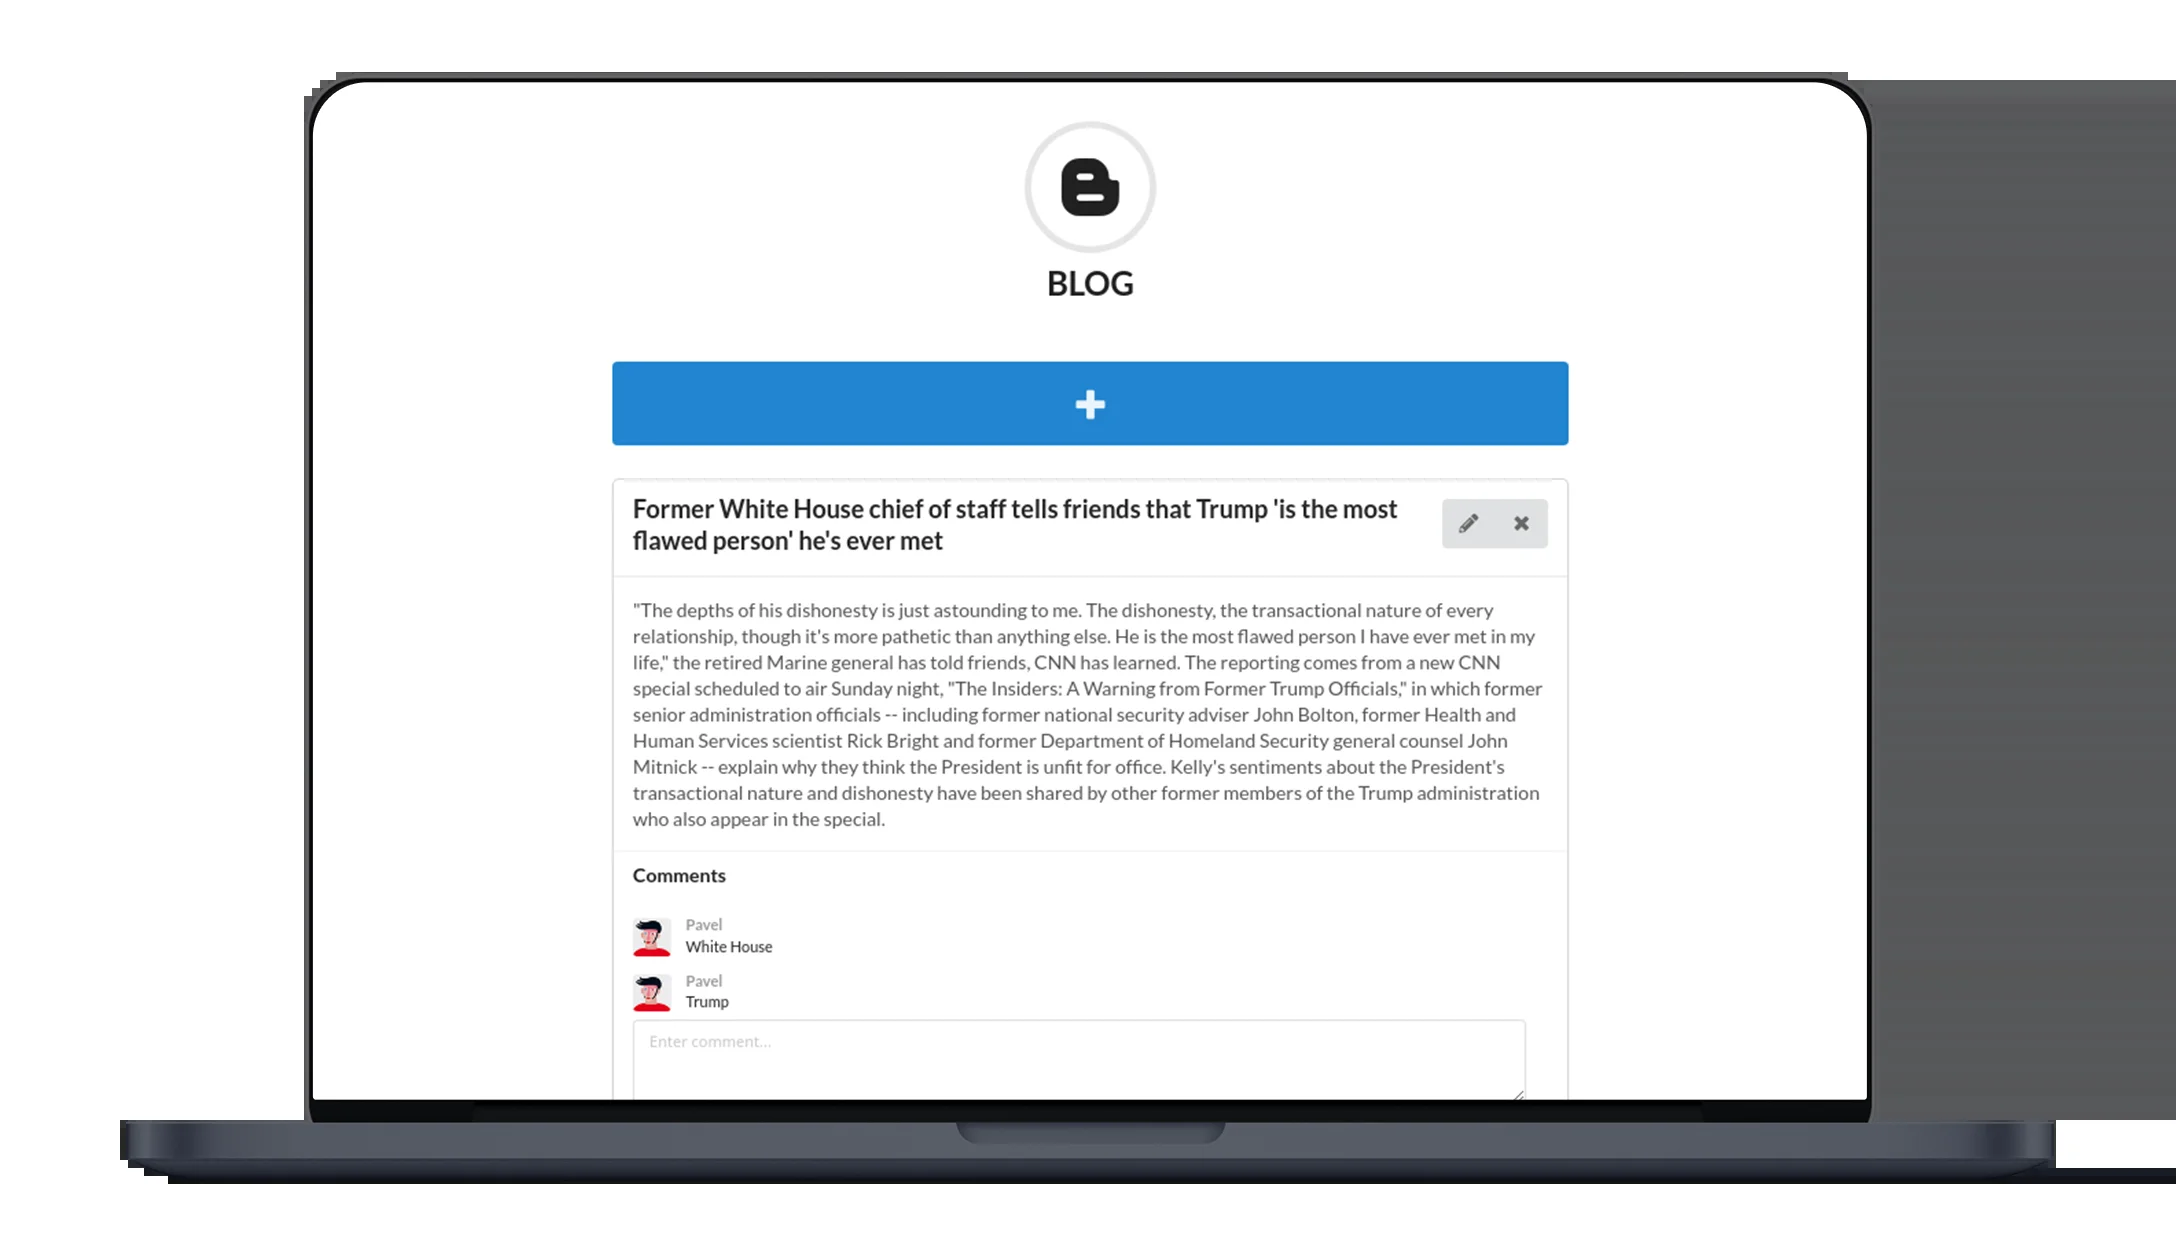 BLOG
Former White House chief of staff tells friends that Trump 'is the most
flawed person' he's ever met
"The depths of his dishonesty is just astounding to me. The dishonesty, the transactional nature of every
relationship, though it's more pathetic than anything else. He is the most flawed person I have ever met in my
life," the retired Marine general has told friends, CNN has learned. The reporting comes from a new CNN
special scheduled to air Sunday night, "The Insiders: A Warning from Former Trump Officials," in which former
senior administration officials -- including former national security adviser John Bolton, former Health and
Human Services scientist Rick Bright and former Department of Homeland Security general counsel John
Mitnick -- explain why they think the President is unfit for office. Kelly's sentiments about the President's
transactional nature and dishonesty have been shared by other former members of the Trump administration
who also appear in the special.
Comments
Pavel
White House
Pavel
Trump
Enter comment...